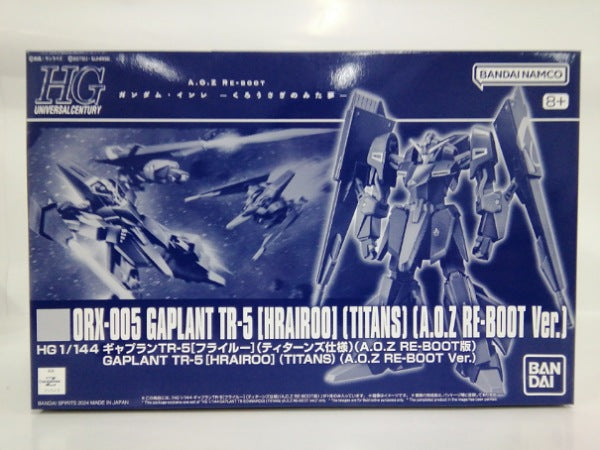 HG
UNIVERSAL CENTURY
A.O.Z RE-BOOT
ガンダム・インレ ―くろうさぎのみた夢―
BANDAI NAMCO
8+
ORX-005 GAPLANT TR-5 [HRAIROO] (TITANS) (A.O.Z RE-BOOT Ver.)
HG 1/144 ギャプランTR-5[フライルー](ティターンズ仕様)(A.O.Z RE-BOOT版)
GAPLANT TR-5 [HRAIROO] (TITANS) (A.O.Z RE-BOOT Ver.)
BAN
DAI
BANDAI SPIRITS 2024 MADE IN JAPAN